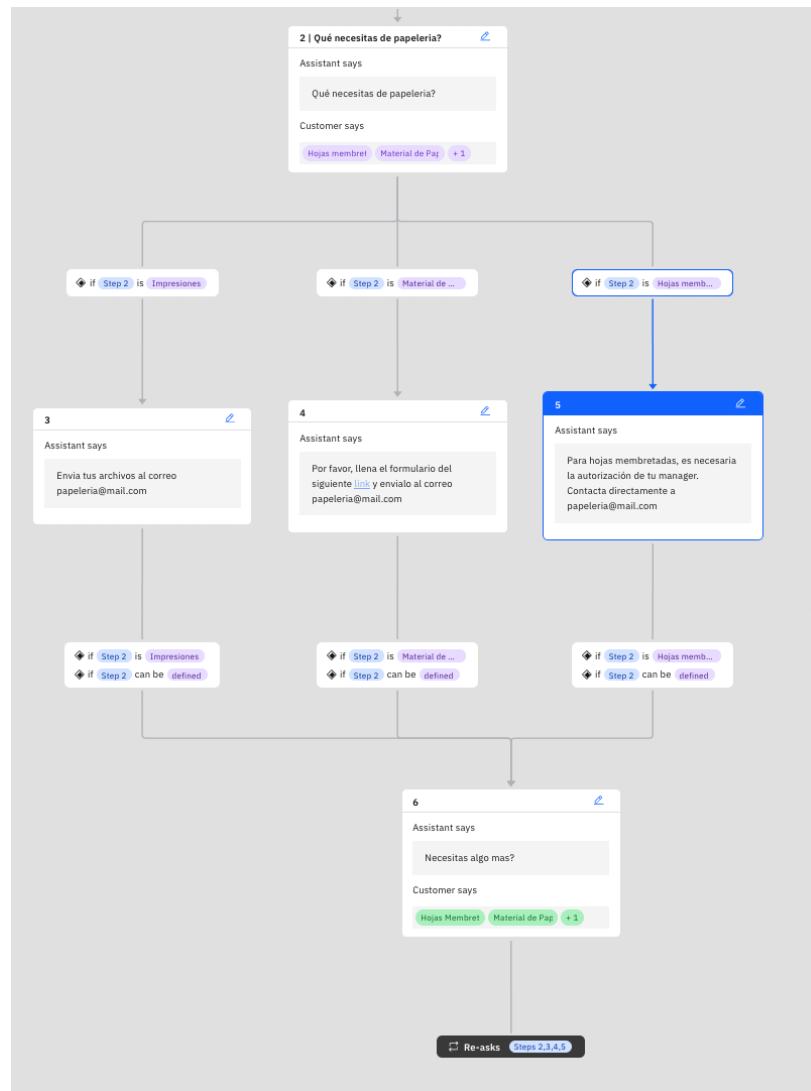 2 | Qué necesitas de papeleria?
Assistant says
Qué necesitas de papeleria?
Customer says
Hojas membret Material de Pap + 1
if Step 2 is Impresiones
if Step 2 is Material de ...
if Step 2 is Hojas memb...
3
Assistant says
Envia tus archivos al correo
papeleria@mail.com
4
Assistant says
Por favor, llena el formulario del
siguiente link y envialo al correo
papeleria@mail.com
5
Assistant says
Para hojas membretadas, es necesaria
la autorización de tu manager.
Contacta directamente a
papeleria@mail.com
if Step 2 is Impresiones
if Step 2 can be defined
if Step 2 is Material de ...
if Step 2 can be defined
if Step 2 is Hojas memb...
if Step 2 can be defined
6
Assistant says
Necesitas algo mas?
Customer says
Hojas Membret Material de Pap + 1
Re-asks Steps 2,3,4,5